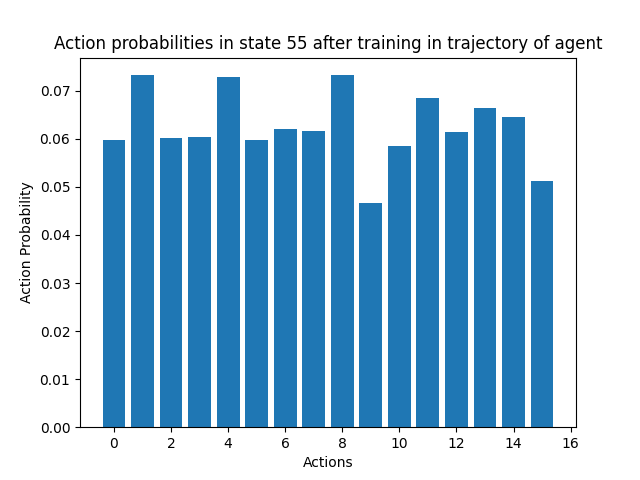 Action probabilities in state 55 after training in trajectory of agent
0.07
0.06
0.05
0.04
0.03
0.02
0.01
0.00
Action Probability
0 2 4 6 8 10 12 14 16
Actions